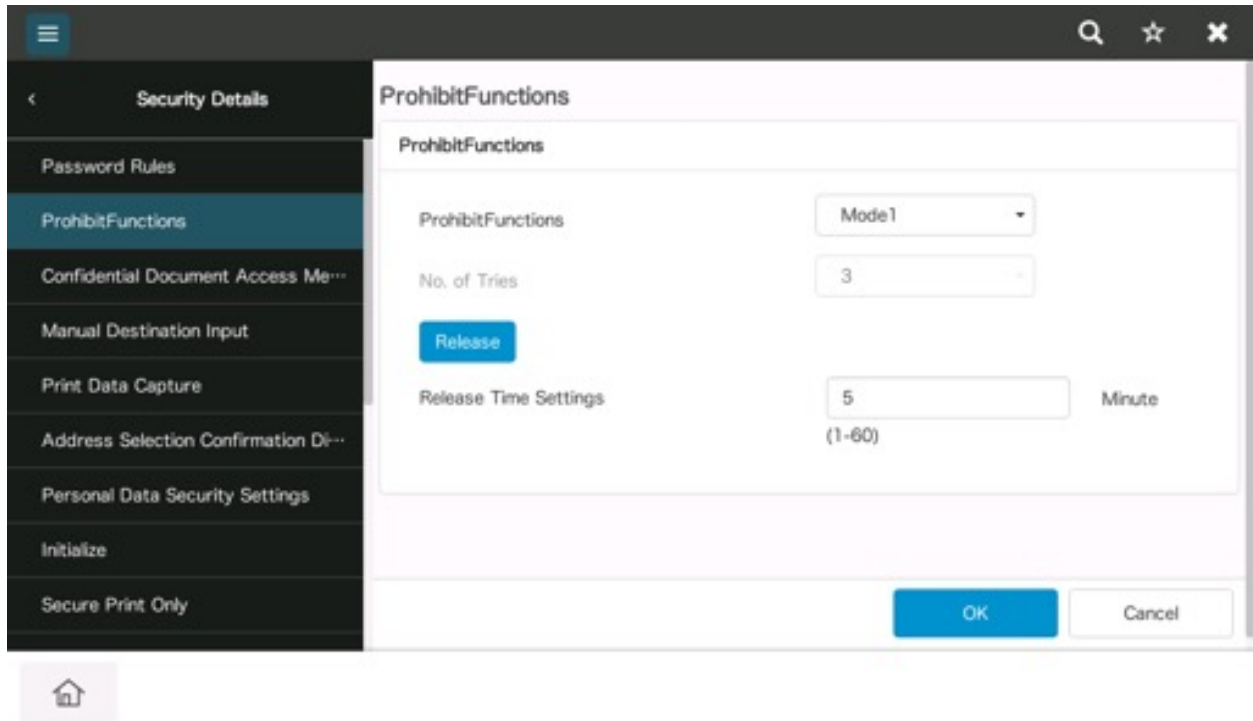 Security Details
Password Rules
ProhibitFunctions
Confidential Document Access Me…
Manual Destination Input
Print Data Capture
Address Selection Confirmation Di…
Personal Data Security Settings
Initialize
Secure Print Only
ProhibitFunctions
ProhibitFunctions
ProhibitFunctions Mode1
No. of Tries 3
Release
Release Time Settings 5 Minute
(1-60)
OK Cancel